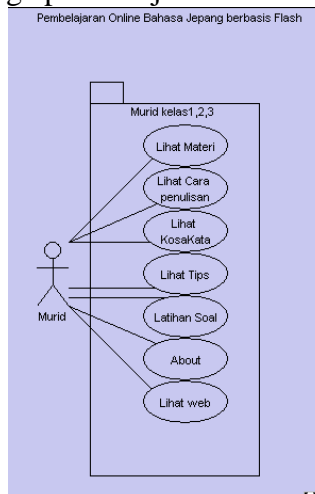 Pembelajaran Online Bahasa Jepang berbasis Flash
Murid kelas1,2,3
Lihat Materi
Lihat Cara
penulisan
Lihat
KosaKata
Lihat Tips
Murid
Latihan Soal
About
Lihat web